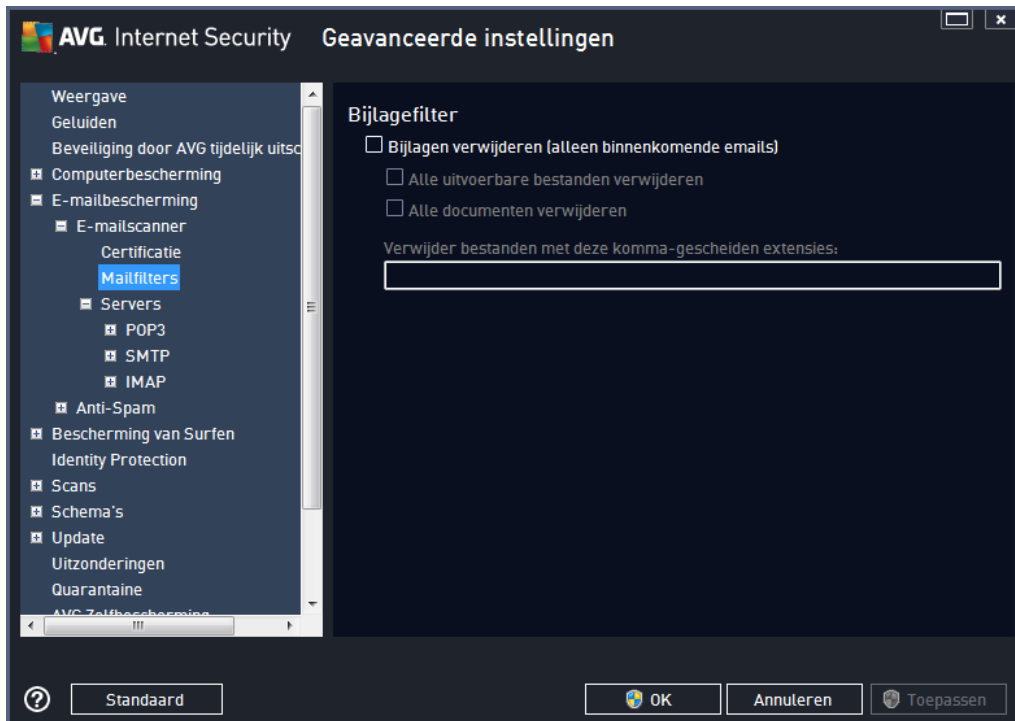 AVG. Internet Security
Geavanceerde instellingen
Weergave
Geluiden
Beveiliging door AVG tijdelijk uitsc
Computerbescherming
E-mailbescherming
E-mailscanner
Certificatie
Mailfilters
Servers
POP3
SMTP
IMAP
Anti-Spam
Bescherming van Surfen
Identity Protection
Scans
Schema's
Update
Uitzonderingen
Quarantaine
AVG Zelfbescherming
Bijlagefilter
Bijlagen verwijderen (alleen binnenkomende emails)
Alle uitvoerbare bestanden verwijderen
Alle documenten verwijderen
Verwijder bestanden met deze komma-gescheiden extensies:
Standaard
OK
Annuleren
Toepassen